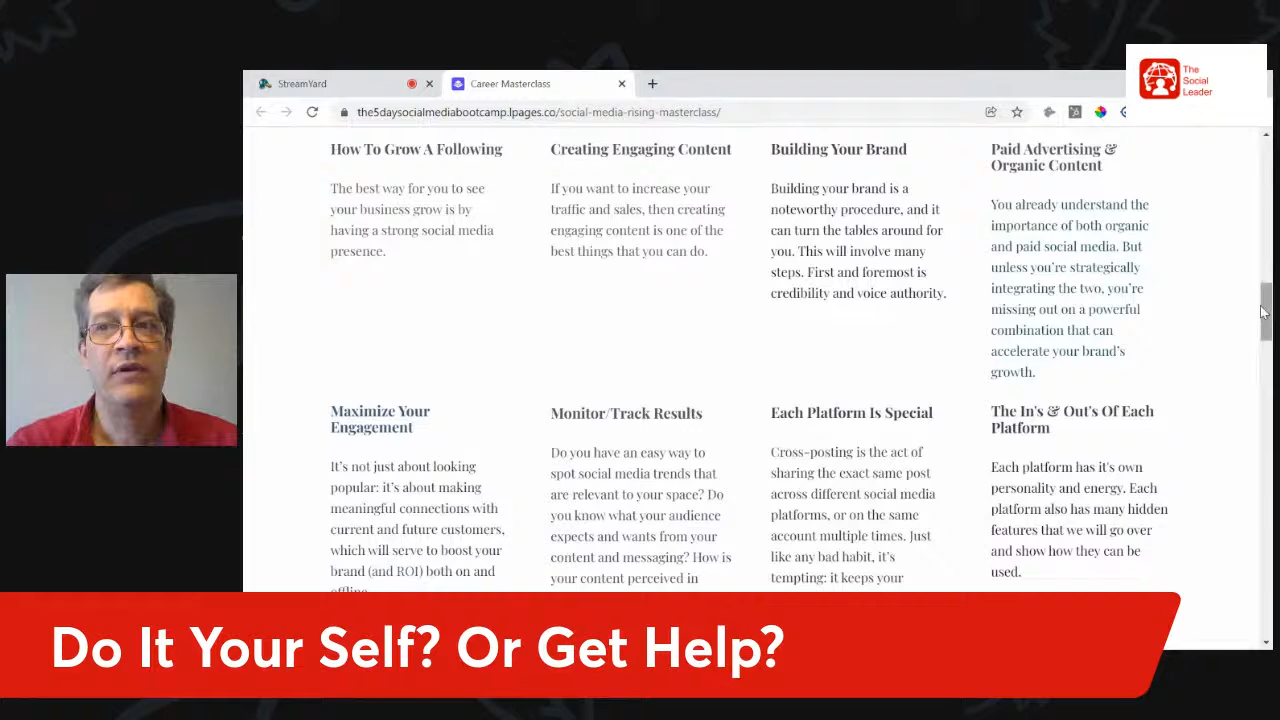 The
Social
Leader
StreamYard
Career Masterclass
the5daysocialmediabootcamp.lpages.co/social-media-rising-masterclass/
How To Grow A Following
The best way for you to see
your business grow is by
having a strong social media
presence.
Creating Engaging Content
If you want to increase your
traffic and sales, then creating
engaging content is one of the
best things that you can do.
Building Your Brand
Building your brand is a
noteworthy procedure, and it
can turn the tables around for
you. This will involve many
steps. First and foremost is
credibility and voice authority.
Paid Advertising &
Organic Content
You already understand the
importance of both organic
and paid social media. But
unless you’re strategically
integrating the two, you’re
missing out on a powerful
combination that can
accelerate your brand’s
growth.
Maximize Your
Engagement
It’s not just about looking
popular: it’s about making
meaningful connections with
current and future customers,
which will serve to boost your
brand (and ROI) both on and
offline.
Monitor/Track Results
Do you have an easy way to
spot social media trends that
are relevant to your space? Do
you know what your audience
expects and wants from your
content and messaging? How is
your content perceived in
Each Platform Is Special
Cross-posting is the act of
sharing the exact same post
across different social media
platforms, or on the same
account multiple times. Just
like any bad habit, it’s
tempting: it keeps your
The In's & Out's Of Each
Platform
Each platform has it's own
personality and energy. Each
platform also has many hidden
features that we will go over
and show how they can be
used.
Do It Your Self? Or Get Help?